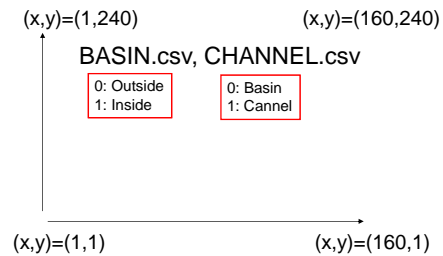 (x,y)=(1,240) (x,y)=(160,240)
BASIN.csv, CHANNEL.csv
0: Outside
1: Inside
0: Basin
1: Cannel
(x,y)=(1,1) (x,y)=(160,1)